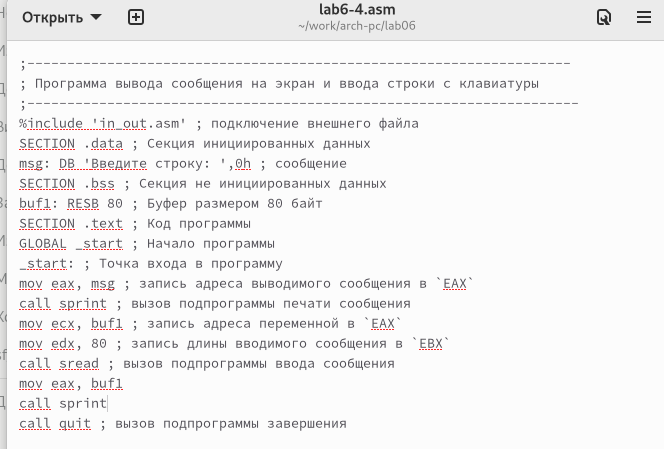 Открыть
lab6-4.asm
~/work/arch-pc/lab06
;--------------------------------------------------------------------
; Программа вывода сообщения на экран и ввода строки с клавиатуры
;---------------------------------------------------------------------
%include 'in_out.asm' ; подключение внешнего файла
SECTION .data ; Секция инициированных данных
msg: DB 'Введите строку: ',0h ; сообщение
SECTION .bss ; Секция не инициированных данных
buf1: RESB 80 ; Буфер размером 80 байт
SECTION .text ; Код программы
GLOBAL _start ; Начало программы
_start: ; Точка входа в программу
mov eax, msg ; запись адреса выводимого сообщения в `EAX`
call sprint ; вызов подпрограммы печати сообщения
mov ecx, buf1 ; запись адреса переменной в `EAX`
mov edx, 80 ; запись длины вводимого сообщения в `EBX`
call sread ; вызов подпрограммы ввода сообщения
mov eax, buf1
call sprint
call quit ; вызов подпрограммы завершения